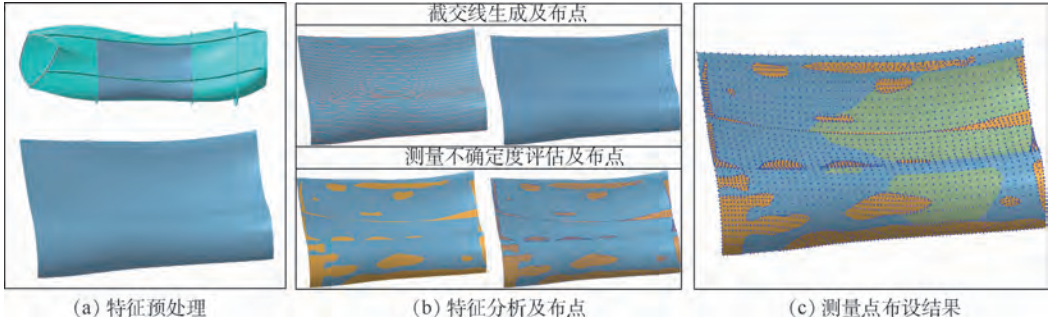 截交线生成及布点
测量不确定度评估及布点
(a) 特征预处理
(b) 特征分析及布点
(c) 测量点布设结果